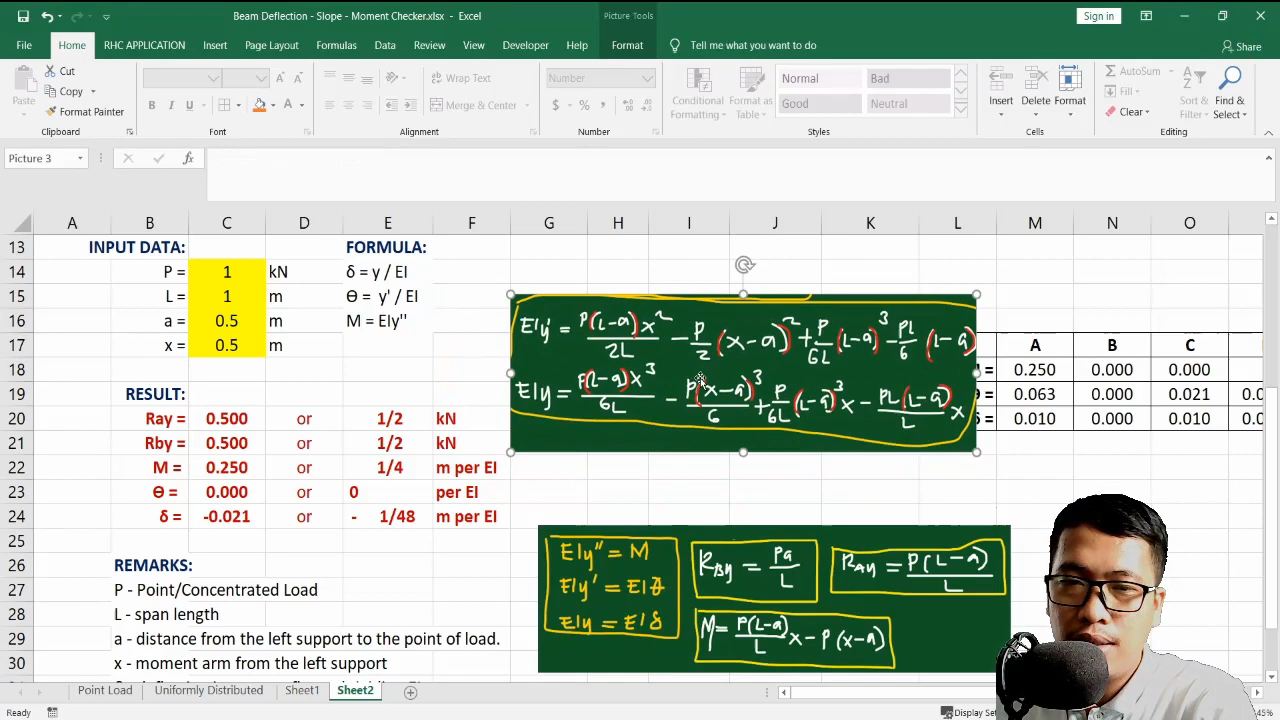 Beam Deflection - Slope - Moment Checker.xlsx - Excel
Picture Tools
Sign in
File Home RHC APPLICATION Insert Page Layout Formulas Data Review View Developer Help Format Tell me what you want to do Share
Cut
Copy
Format Painter
Paste
B I U
Wrap Text
Merge & Center
Number
$ % ,
Conditional Formatting
Format as Table
Normal Bad
Good Neutral
Insert Delete Format
AutoSum
Fill
Clear
Sort & Filter
Find & Select
Clipboard Font Alignment Number Styles Cells Editing
Picture 3 fx
A B C D E F G H I J K L M N O
13 INPUT DATA: FORMULA:
14 P = 1 kN δ = y / EI
15 L = 1 m Ɵ = y' / EI
16 a = 0.5 m M = EIy''
17 x = 0.5 m A B C
18 = 0.250 0.000 0.000
19 RESULT: 0.063 0.000 0.021
20 Ray = 0.500 or 1/2 kN 0.010 0.000 0.010
21 Rby = 0.500 or 1/2 kN
22 M = 0.250 or 1/4 m per EI
23 Ɵ = 0.000 or 0 per EI
24 δ = -0.021 or - 1/48 m per EI
25
26 REMARKS:
27 P - Point/Concentrated Load
28 L - span length
29 a - distance from the left support to the point of load.
30 x - moment arm from the left support
EIy' = P(L-a)x²/2L - P/2 (x-a)² + P/6L (L-a)³ - PL/6 (L-a)
EIy = P(L-a)x³/6L - P(x-a)³/6 + P/6L (L-a)³x - PL(L-a)/L x
EIy'' = M
EIy' = EIθ
EIy = EIδ
RBy = Pa/L
RAy = P(L-a)/L
M = P(L-a)/L x - P(x-a)
Point Load Uniformly Distributed Sheet1 Sheet2
Ready
Display Set
45%